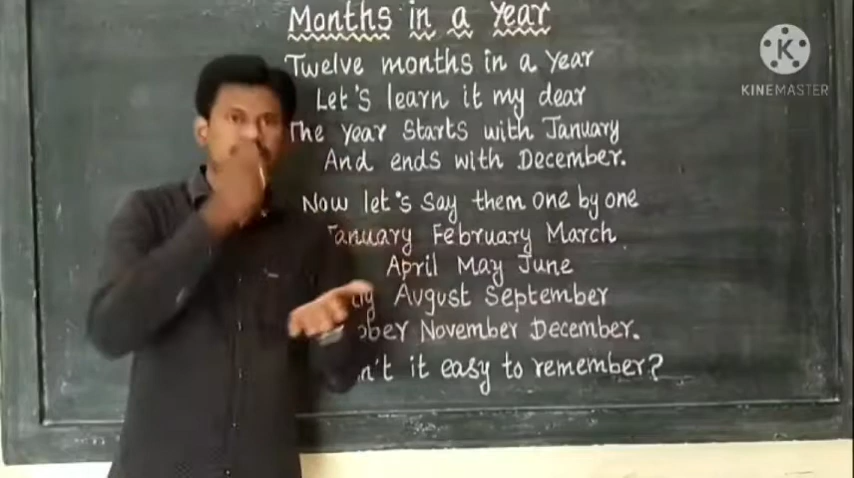 Months in a Year
Twelve months in a Year
Let's learn it my dear
The Year Starts with January
And ends with December.
Now let's say them one by one
January February March
April May June
August September
November December.
it easy to remember?
KINEMASTER